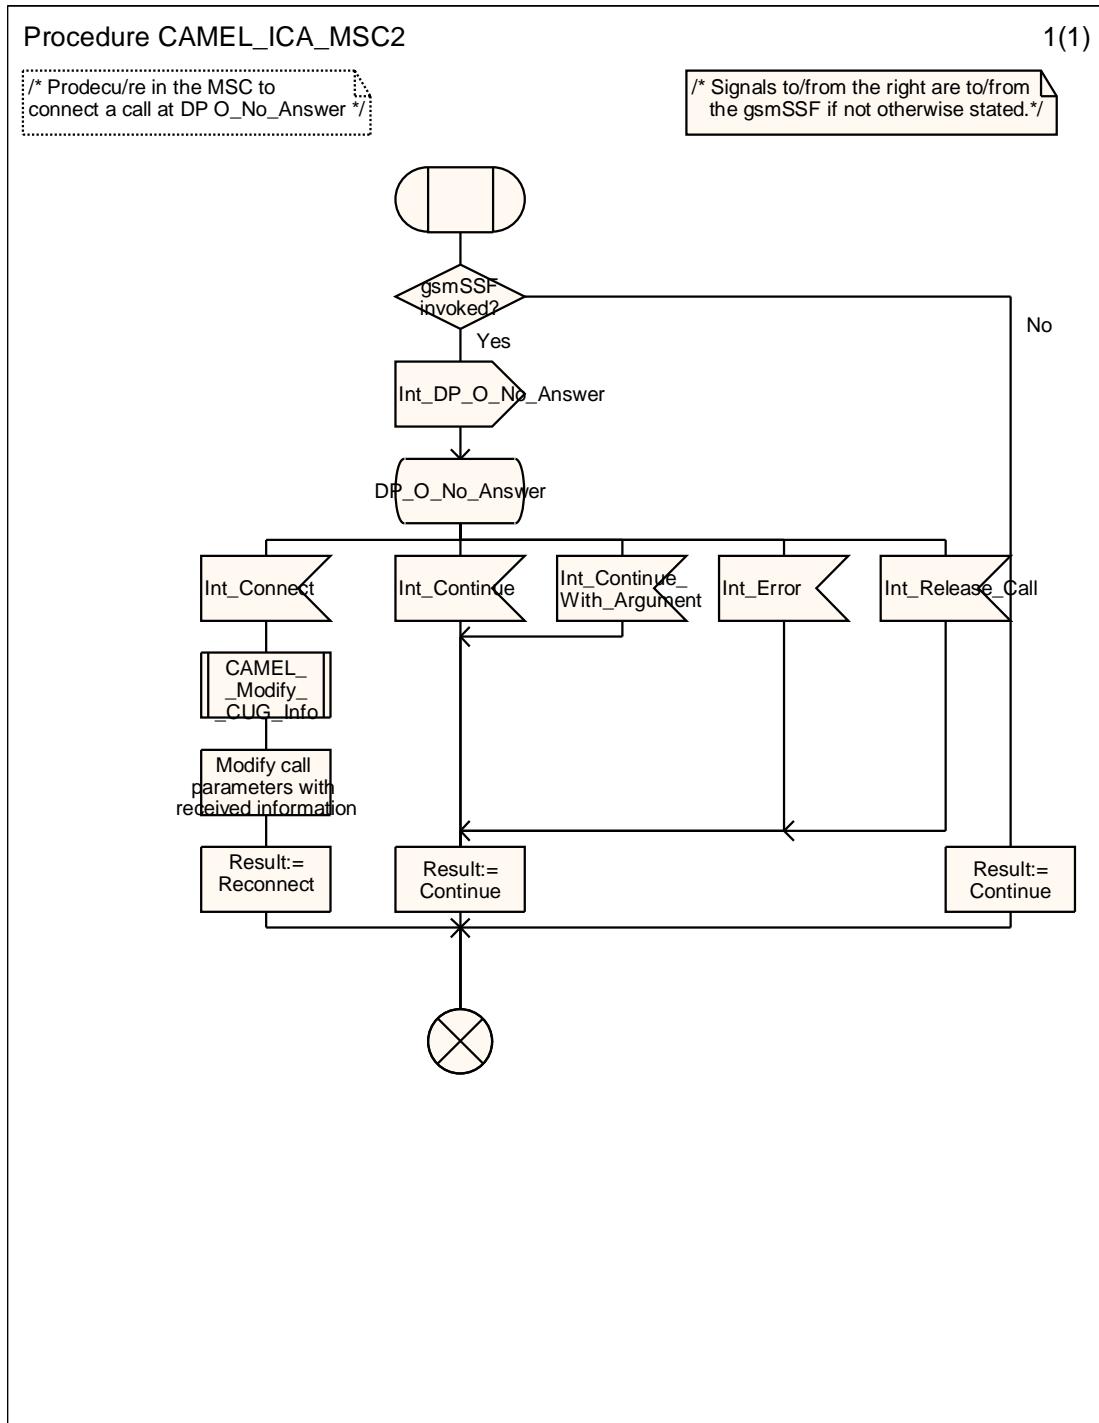 Procedure CAMEL_ICA_MSC2
1(1)
/* Prodecu/re in the MSC to
connect a call at DP O_No_Answer */
/* Signals to/from the right are to/from
the gsmSSF if not otherwise stated.*/
gsmSSF
invoked?
No
Yes
Int_DP_O_No_Answer
DP_O_No_Answer
Int_Connect
Int_Continue
Int_Continue_
With_Argument
Int_Error
Int_Release_Call
CAMEL_
_Modify_
_CUG_Info
Modify call
parameters with
received information
Result:=
Reconnect
Result:=
Continue
Result:=
Continue